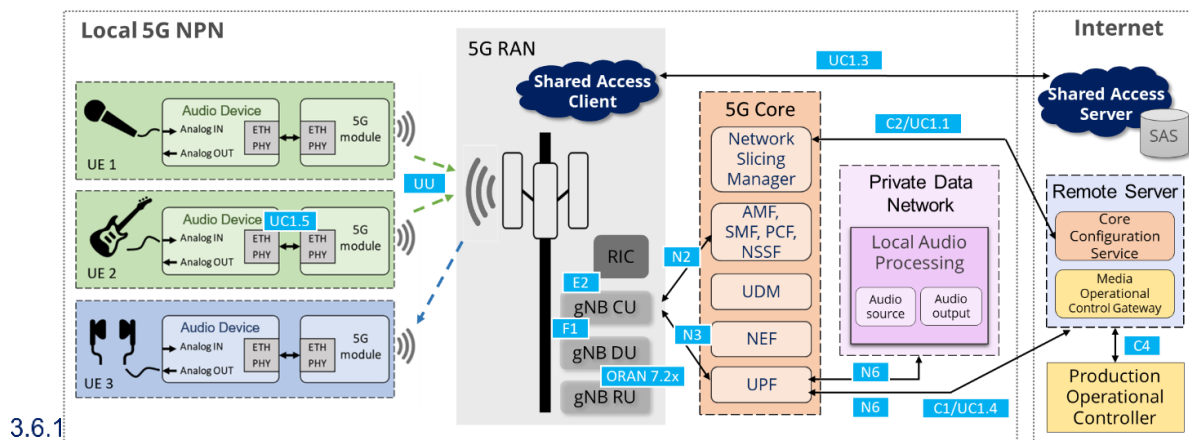 Local 5G NPN
Internet
5G RAN
Shared Access
Client
UC1.3
Shared Access
Server
SAS
Audio Device
Analog IN
Analog OUT
ETH
PHY
ETH
PHY
5G
module
UE 1
UU
Audio Device
UC1.5
Analog IN
Analog OUT
ETH
PHY
ETH
PHY
5G
module
UE 2
Audio Device
Analog IN
Analog OUT
ETH
PHY
ETH
PHY
5G
module
UE 3
RIC
E2
gNB CU
F1
gNB DU
ORAN 7.2x
gNB RU
N2
N3
5G Core
Network
Slicing
Manager
AMF,
SMF, PCF,
NSSF
UDM
NEF
UPF
C2/UC1.1
Private Data
Network
Local Audio
Processing
Audio
source
Audio
output
N6
N6
C1/UC1.4
Remote Server
Core
Configuration
Service
Media
Operational
Control Gateway
C4
Production
Operational
Controller
3.6.1